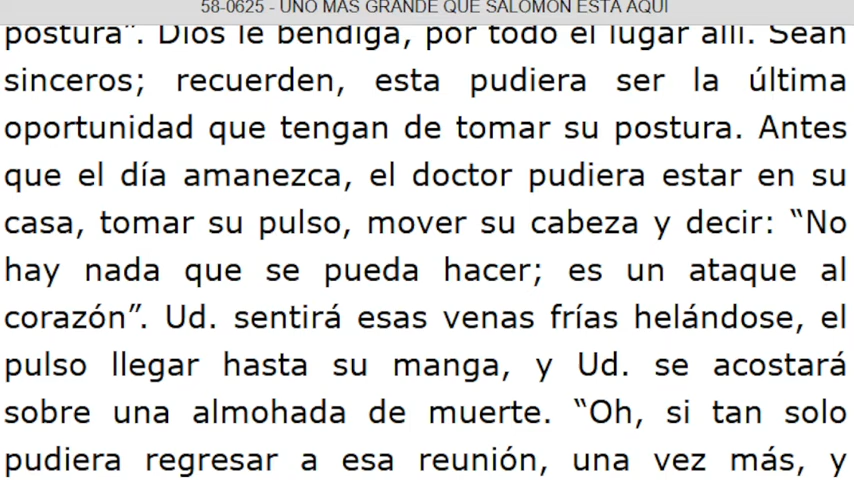 58-0625 - UNO MAS GRANDE QUE SALOMON ESTA AQUI
postura”. Dios le bendiga, por todo el lugar allí. Sean
sinceros; recuerden, esta pudiera ser la última
oportunidad que tengan de tomar su postura. Antes
que el día amanezca, el doctor pudiera estar en su
casa, tomar su pulso, mover su cabeza y decir: “No
hay nada que se pueda hacer; es un ataque al
corazón”. Ud. sentirá esas venas frías helándose, el
pulso llegar hasta su manga, y Ud. se acostará
sobre una almohada de muerte. “Oh, si tan solo
pudiera regresar a esa reunión, una vez más, y